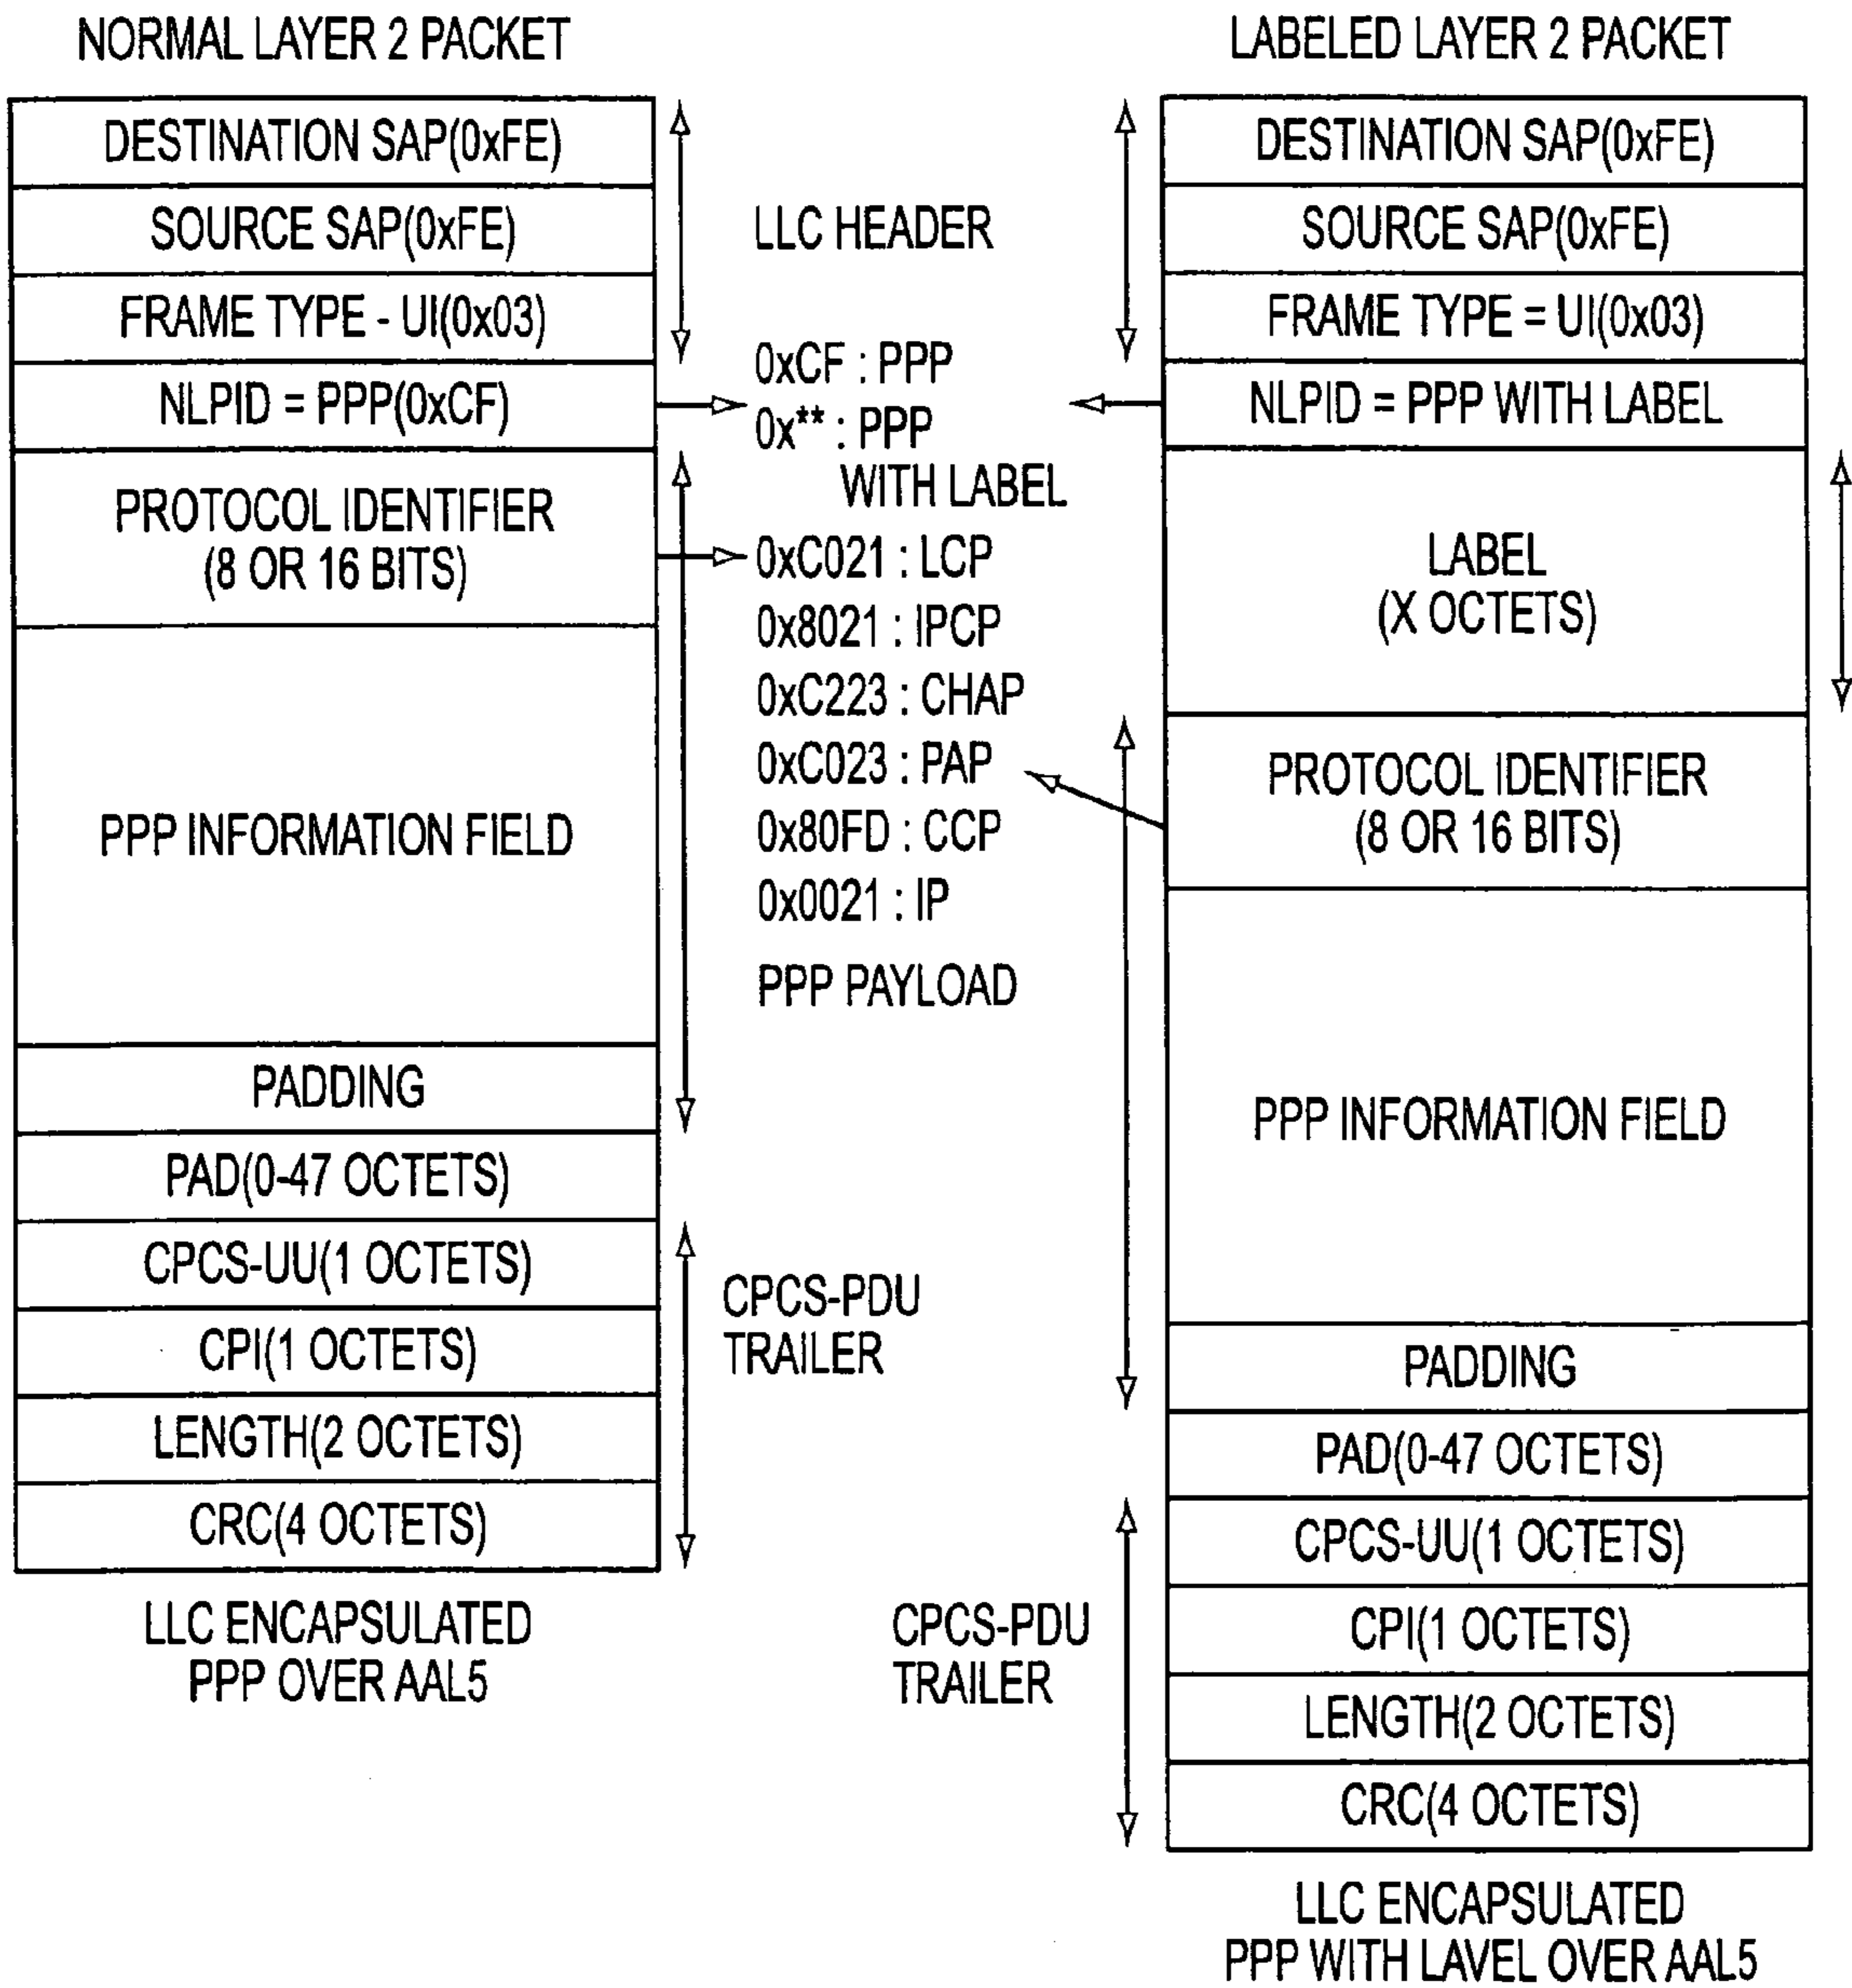 NORMAL LAYER 2 PACKET
DESTINATION SAP(0xFE)
SOURCE SAP(0xFE)
FRAME TYPE - UI(0x03)
NLPID = PPP(0xCF)
PROTOCOL IDENTIFIER
(8 OR 16 BITS)
PPP INFORMATION FIELD
PADDING
PAD(0-47 OCTETS)
CPCS-UU(1 OCTETS)
CPI(1 OCTETS)
LENGTH(2 OCTETS)
CRC(4 OCTETS)
LLC ENCAPSULATED
PPP OVER AAL5
LLC HEADER
0xCF : PPP
0x** : PPP
WITH LABEL
0xC021 : LCP
0x8021 : IPCP
0xC223 : CHAP
0xC023 : PAP
0x80FD : CCP
0x0021 : IP
PPP PAYLOAD
CPCS-PDU
TRAILER
LABELED LAYER 2 PACKET
DESTINATION SAP(0xFE)
SOURCE SAP(0xFE)
FRAME TYPE = UI(0x03)
NLPID = PPP WITH LABEL
LABEL
(X OCTETS)
PROTOCOL IDENTIFIER
(8 OR 16 BITS)
PPP INFORMATION FIELD
PADDING
PAD(0-47 OCTETS)
CPCS-UU(1 OCTETS)
CPI(1 OCTETS)
LENGTH(2 OCTETS)
CRC(4 OCTETS)
CPCS-PDU
TRAILER
LLC ENCAPSULATED
PPP WITH LAVEL OVER AAL5